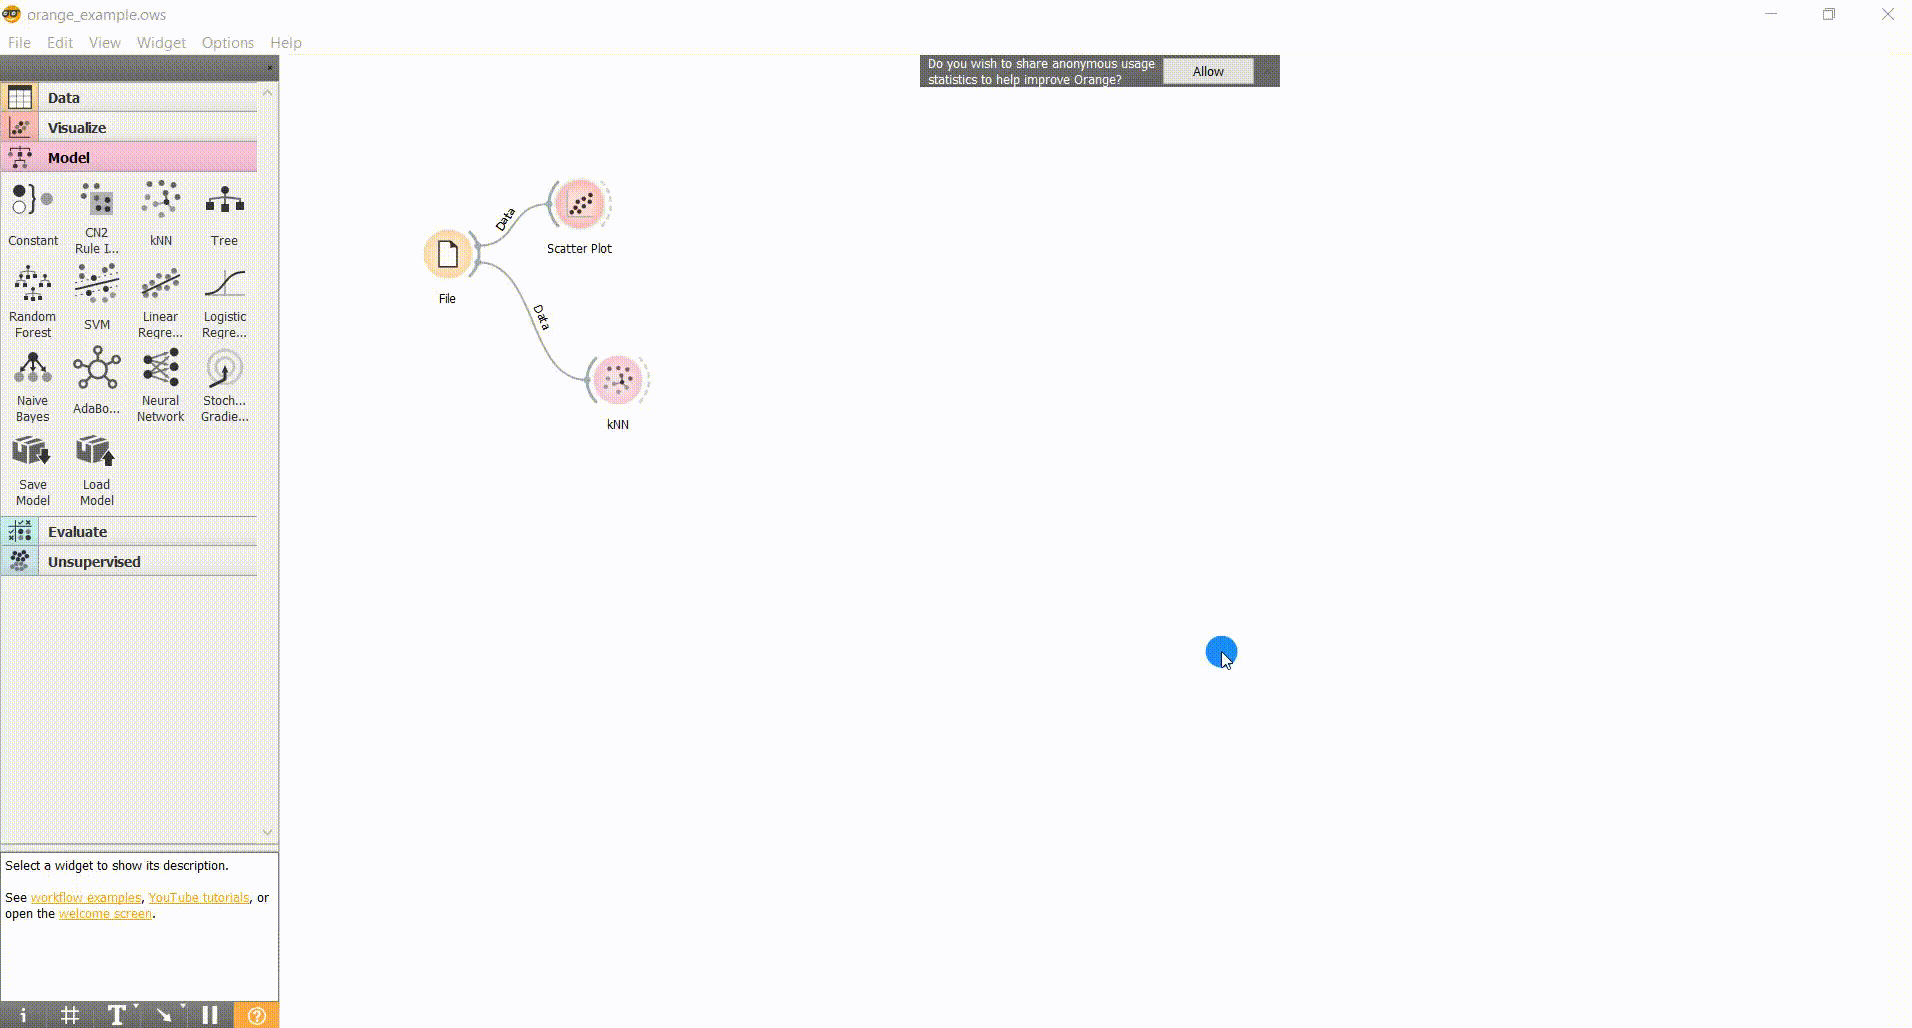 orange_example.ows
File Edit View Widget Options Help
Do you wish to share anonymous usage
statistics to help improve Orange?
Allow
Data
Visualize
Model
Constant
CN2
Rule I...
kNN
Tree
Random
Forest
SVM
Linear
Regre...
Logistic
Regre...
Naive
Bayes
AdaBo...
Neural
Network
Stoch...
Gradie...
Save
Model
Load
Model
Evaluate
Unsupervised
Data
Scatter Plot
File
Data
kNN
Select a widget to show its description.
See workflow examples, YouTube tutorials, or
open the welcome screen.
i # T ?